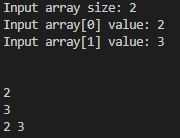 Input array size: 2
Input array[0] value: 2
Input array[1] value: 3
2
3
2 3